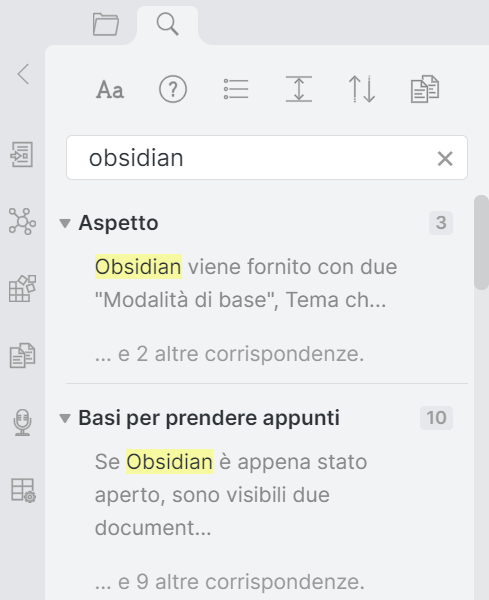 Aa
?
obsidian
Aspetto 3
Obsidian viene fornito con due
"Modalità di base", Tema ch...
... e 2 altre corrispondenze.
Basi per prendere appunti 10
Se Obsidian è appena stato
aperto, sono visibili due
document...
... e 9 altre corrispondenze.